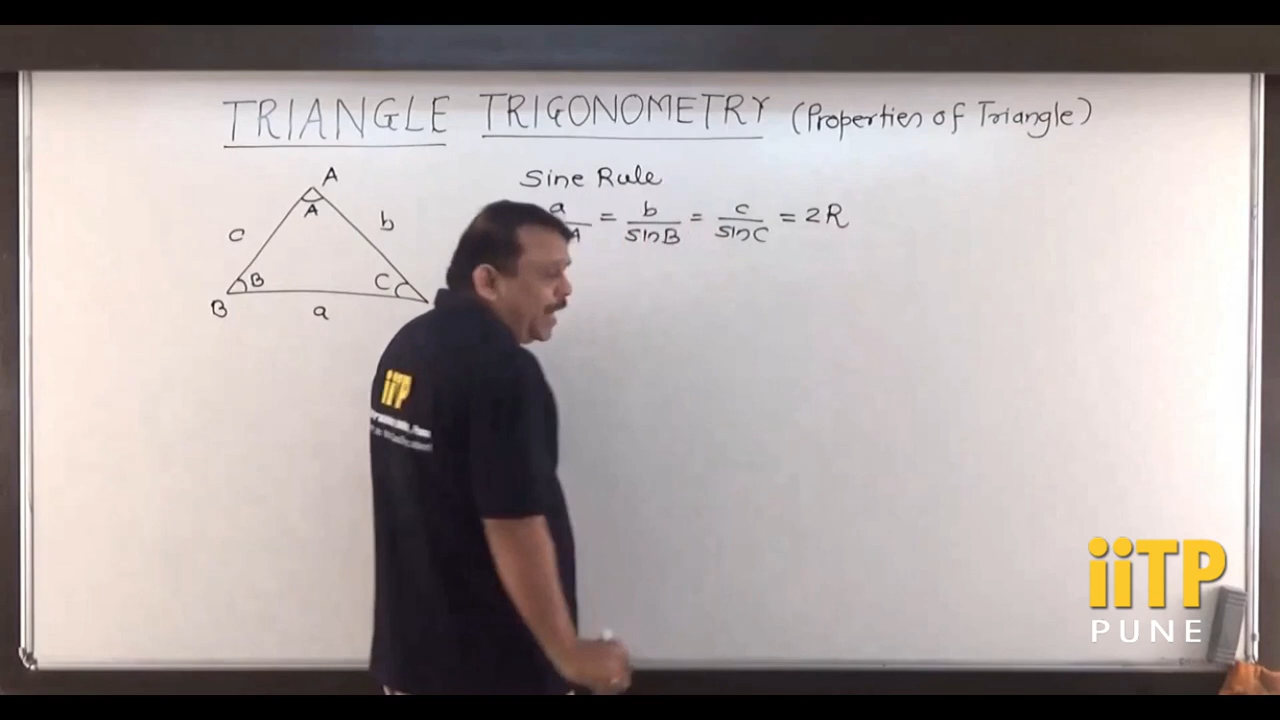 TRIANGLE TRIGONOMETRY (Properties of Triangle)
A
A
c
b
B
C
B
a
Sine Rule
a/A = b/sinB = c/sinC = 2R
iiTP
iiTP
PUNE